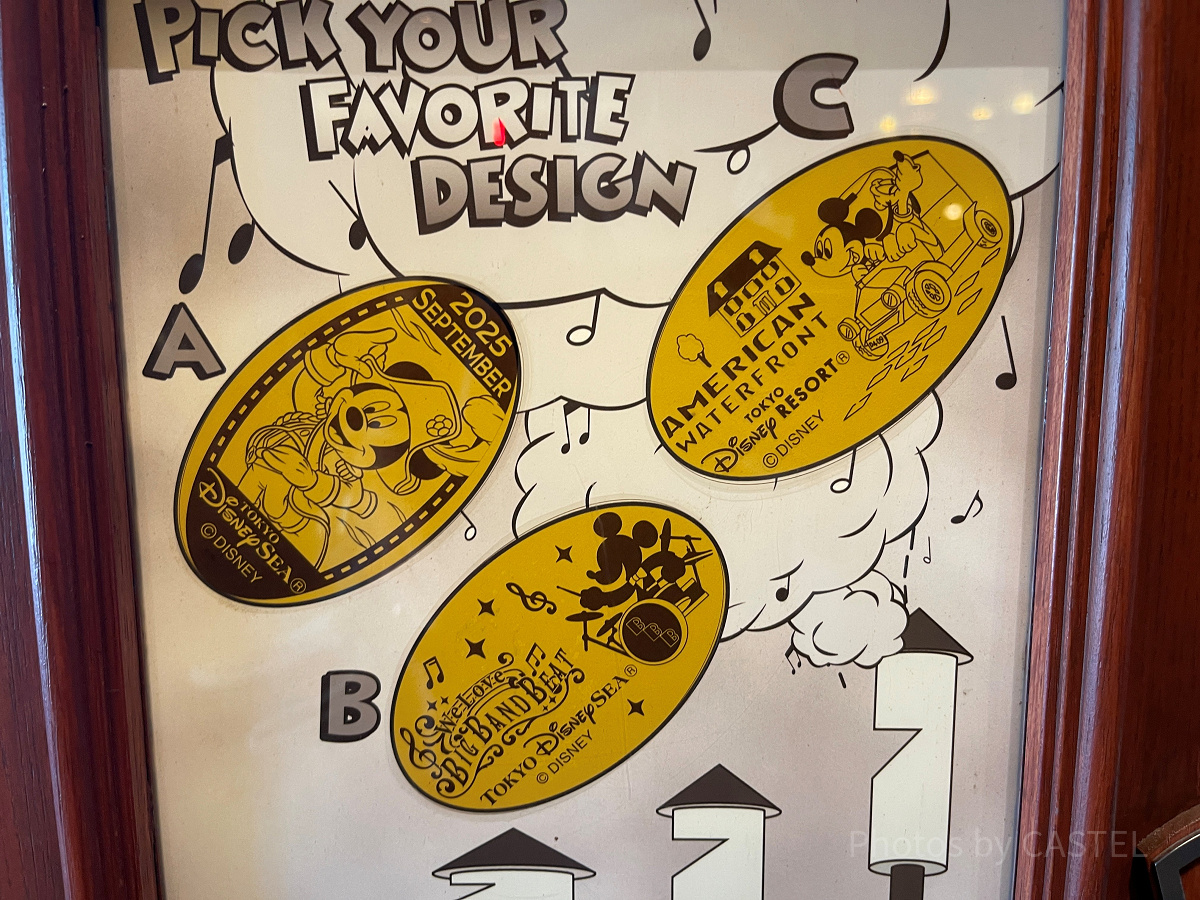 PICK YOUR
FAVORITE
DESIGN
A
2025
SEPTEMBER
TOKYO
DISNEYSEA®
©DISNEY
C
AMERICAN
WATERFRONT
TOKYO
Disney RESORT®
©DISNEY
B
BBB
We Love
BIG BAND BEAT
TOKYO DISNEYSEA®
©DISNEY
Photos by CASTEL